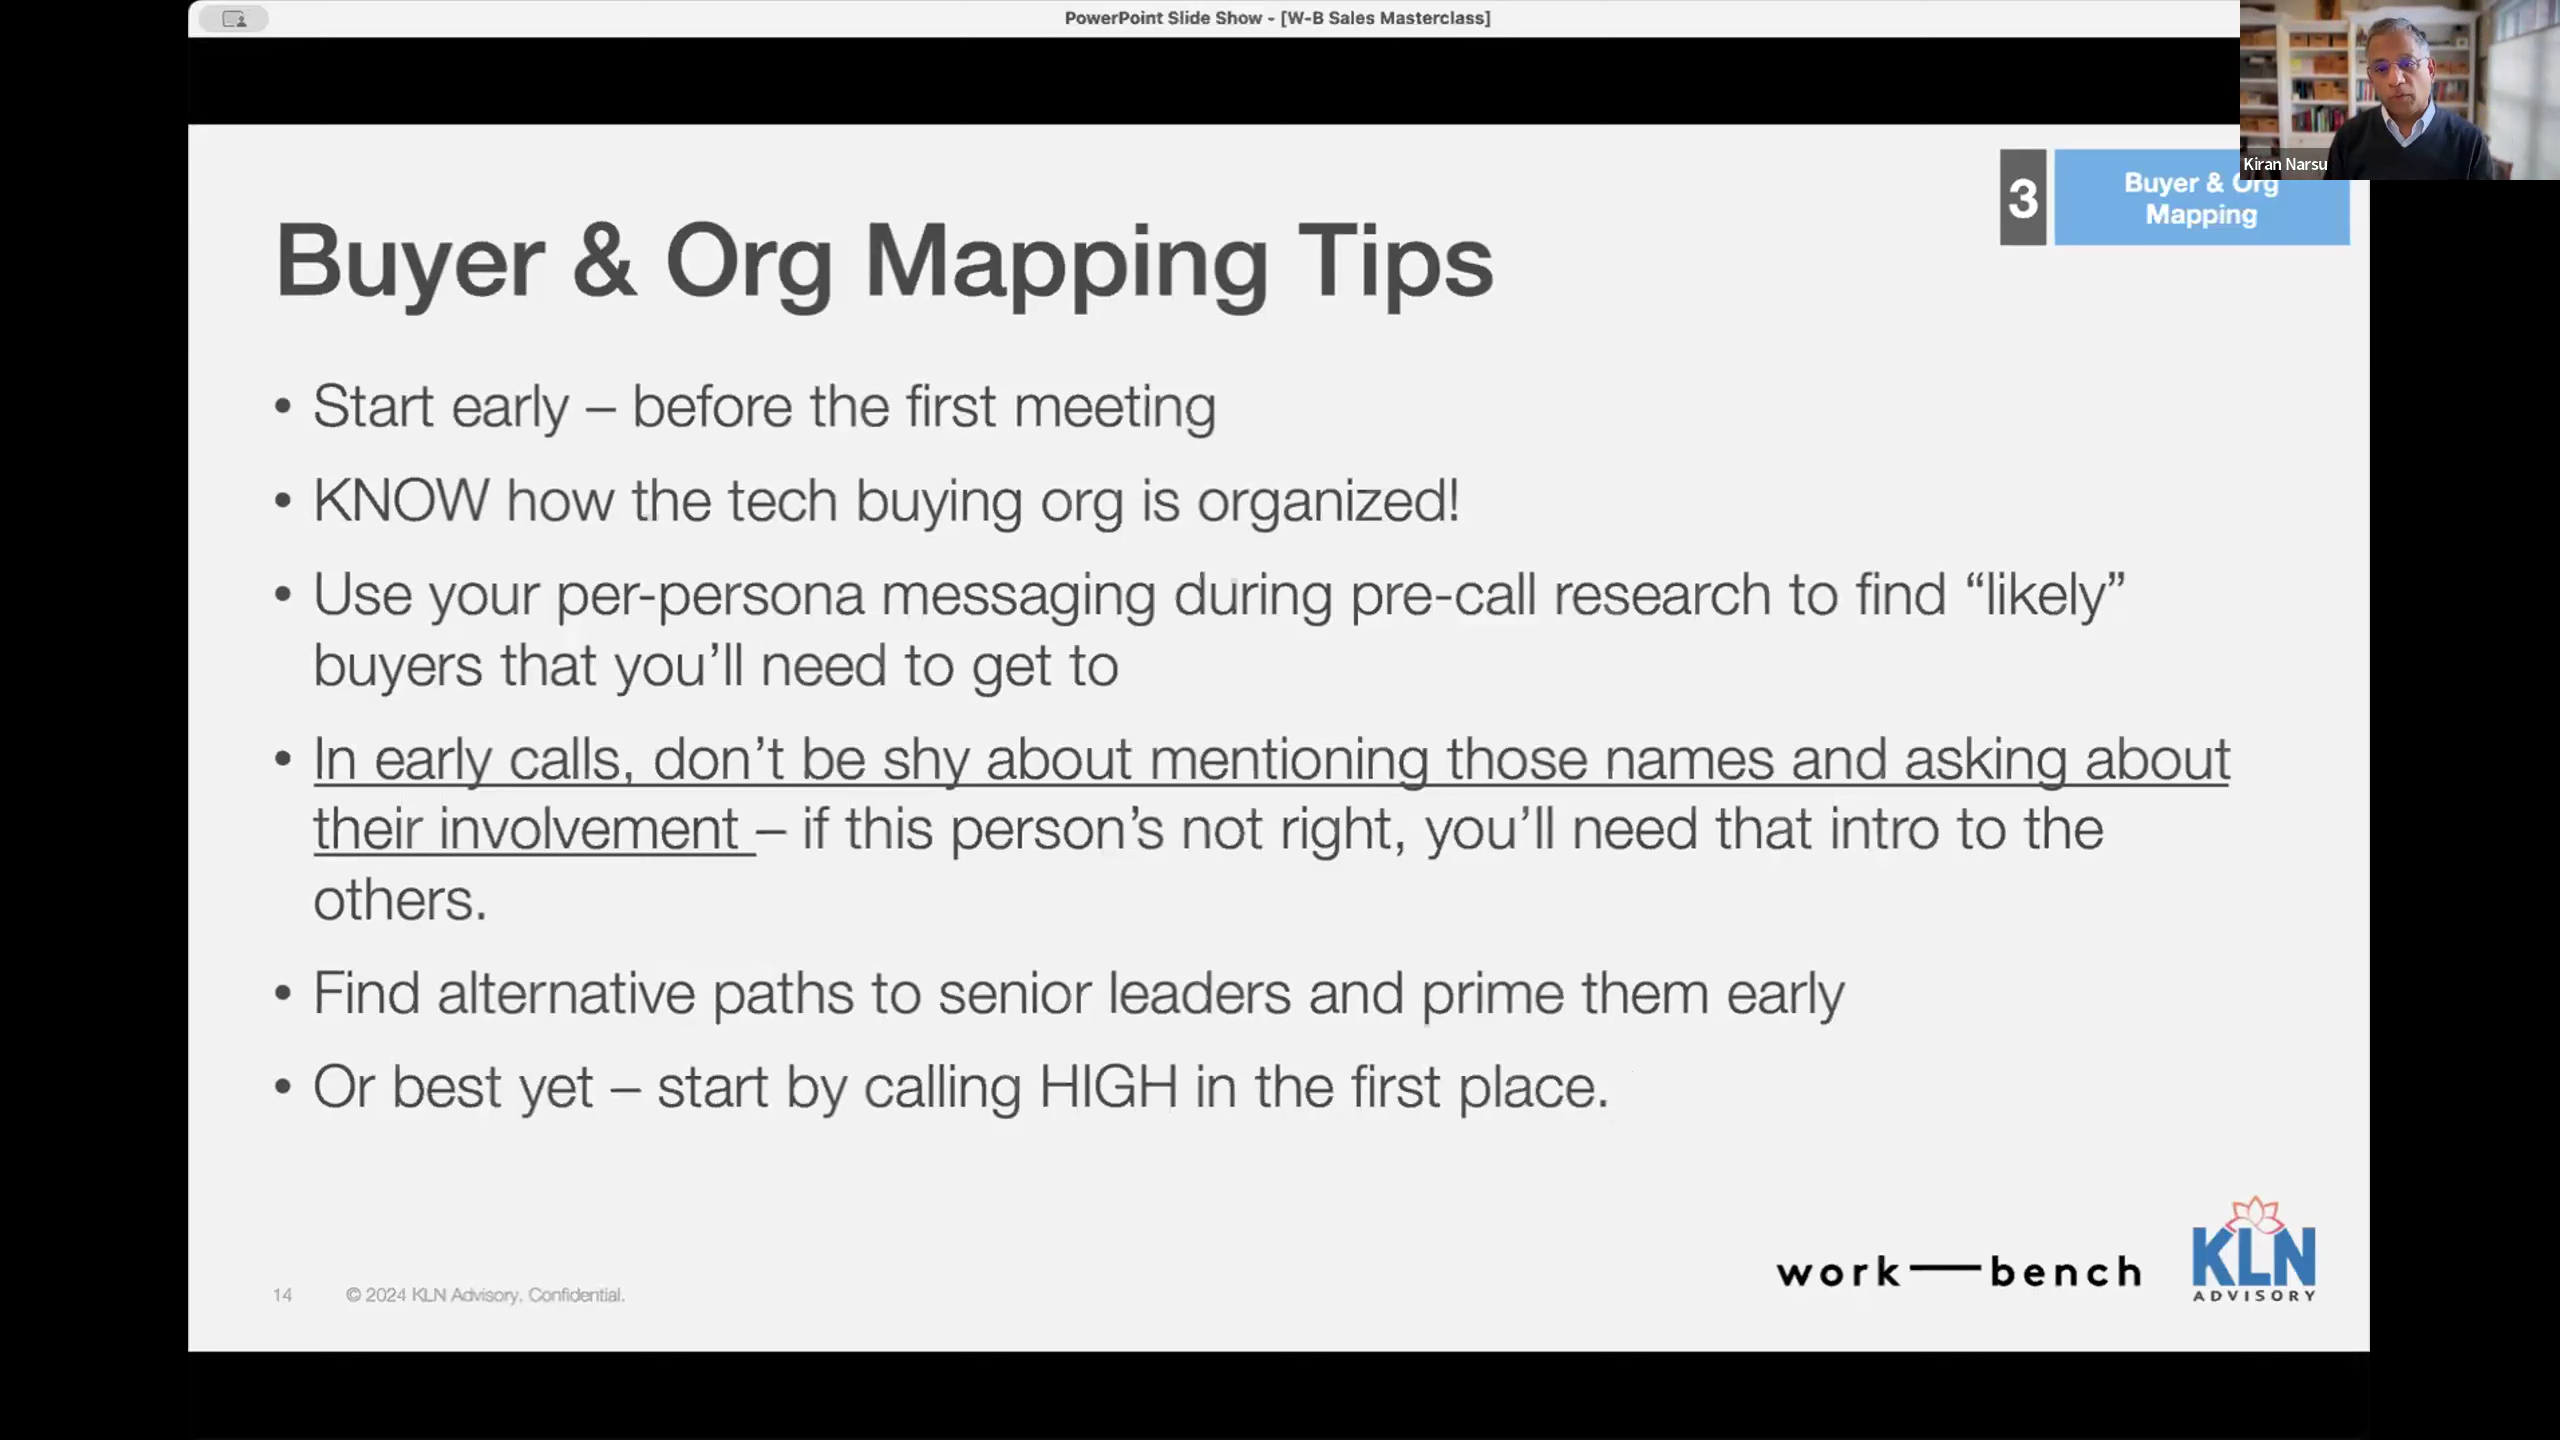 PowerPoint Slide Show - [W-B Sales Masterclass]
Kiran Narsu
3
Buyer & Org
Mapping
Buyer & Org Mapping Tips
• Start early – before the first meeting
• KNOW how the tech buying org is organized!
• Use your per-persona messaging during pre-call research to find “likely”
buyers that you’ll need to get to
• In early calls, don’t be shy about mentioning those names and asking about
their involvement – if this person’s not right, you’ll need that intro to the
others.
• Find alternative paths to senior leaders and prime them early
• Or best yet – start by calling HIGH in the first place.
work—bench
KLN
ADVISORY
14 © 2024 KLN Advisory. Confidential.